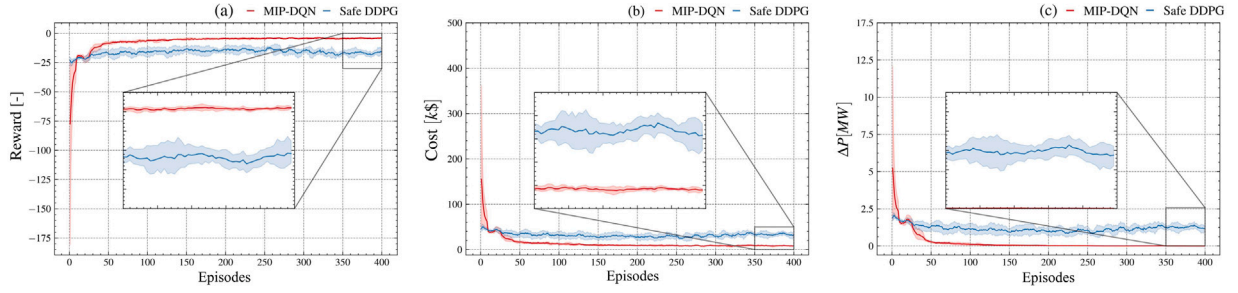 (a) MIP-DQN Safe DDPG
0
−25
−50
−75
−100
−125
−150
−175
Reward [-]
0 50 100 150 200 250 300 350 400
Episodes
(b) MIP-DQN Safe DDPG
500
400
300
200
100
50
0
Cost [k$]
0 50 100 150 200 250 300 350 400
Episodes
(c) MIP-DQN Safe DDPG
17.5
12.5
7.5
2.5
0
ΔP[MW]
0 50 100 150 200 250 300 350 400
Episodes